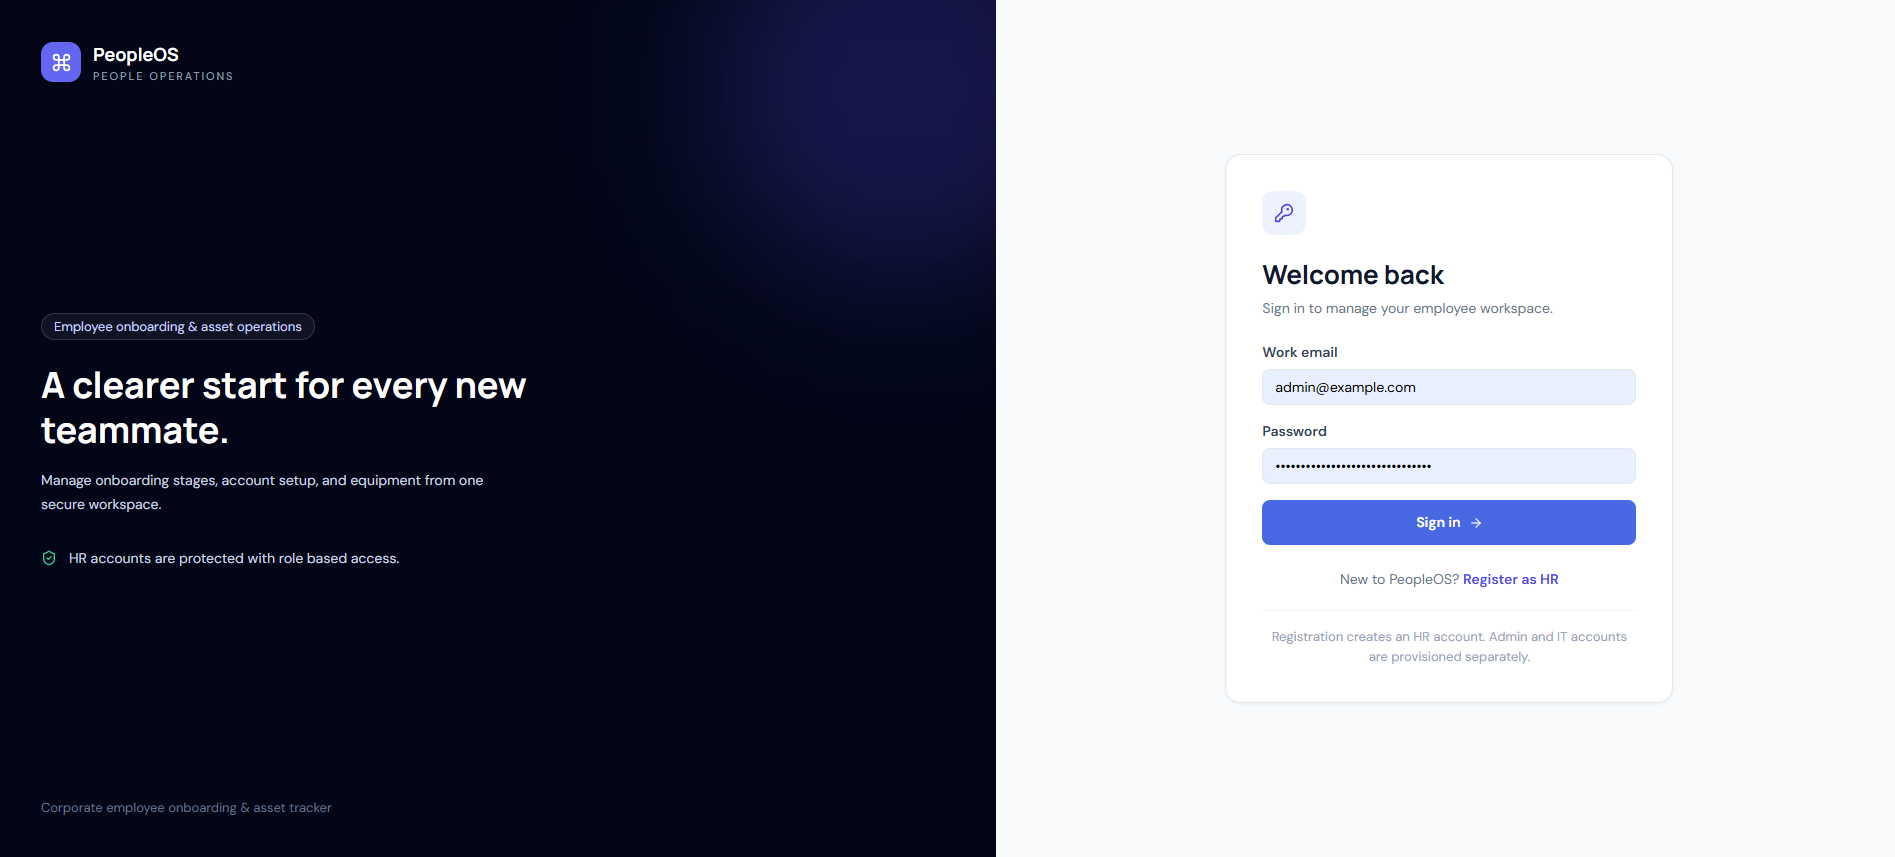 PeopleOS
PEOPLE OPERATIONS
Employee onboarding & asset operations
A clearer start for every new
teammate.
Manage onboarding stages, account setup, and equipment from one
secure workspace.
HR accounts are protected with role based access.
Corporate employee onboarding & asset tracker
Welcome back
Sign in to manage your employee workspace.
Work email
admin@example.com
Password
•••••••••••••••••••••••••••••••
Sign in →
New to PeopleOS? Register as HR
Registration creates an HR account. Admin and IT accounts
are provisioned separately.